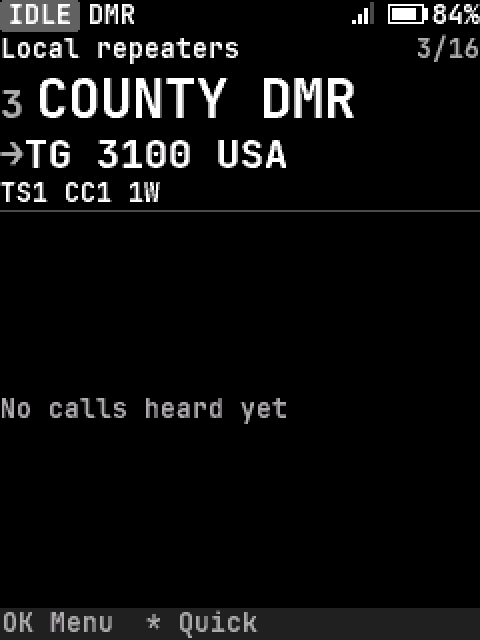 IDLE DMR 84%
Local repeaters 3/16
3 COUNTY DMR
→TG 3100 USA
TS1 CC1 1W
No calls heard yet
OK Menu * Quick